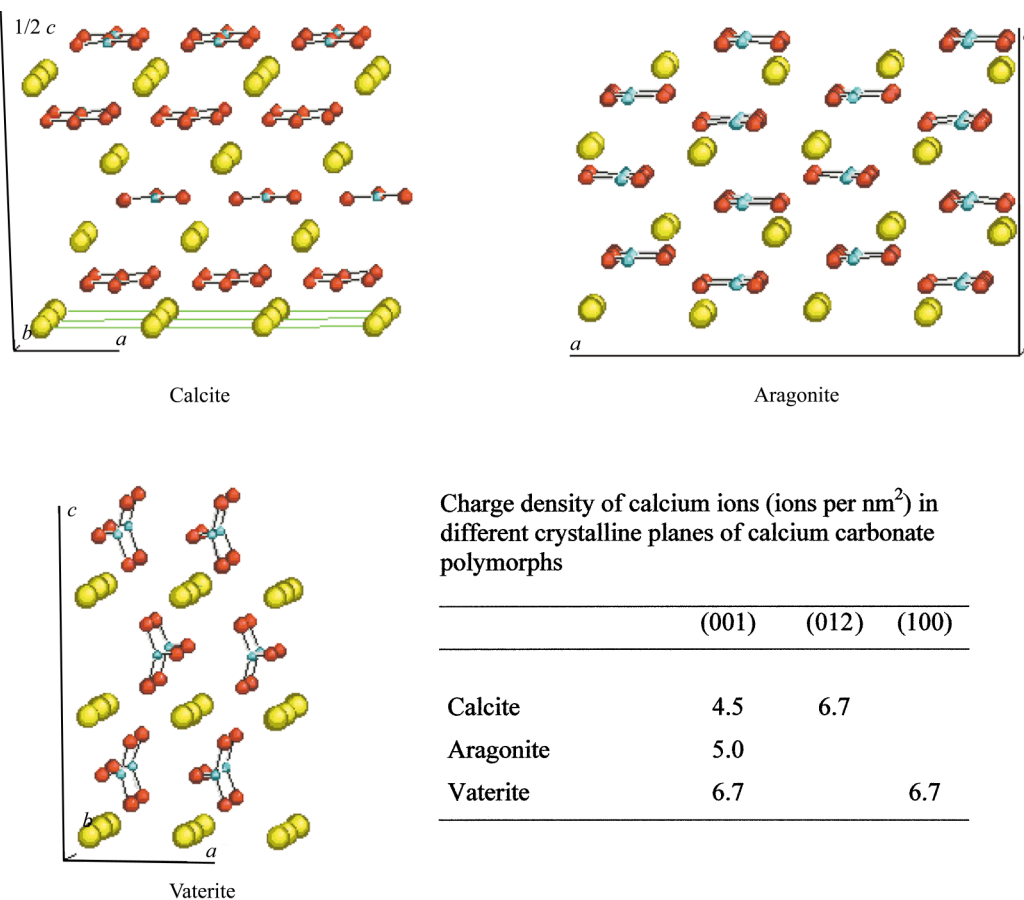 1/2 c
b
a
Calcite
a
Aragonite
c
b
a
Vaterite
Charge density of calcium ions (ions per nm²) in
different crystalline planes of calcium carbonate
polymorphs
(001) (012) (100)
Calcite 4.5 6.7
Aragonite 5.0
Vaterite 6.7 6.7